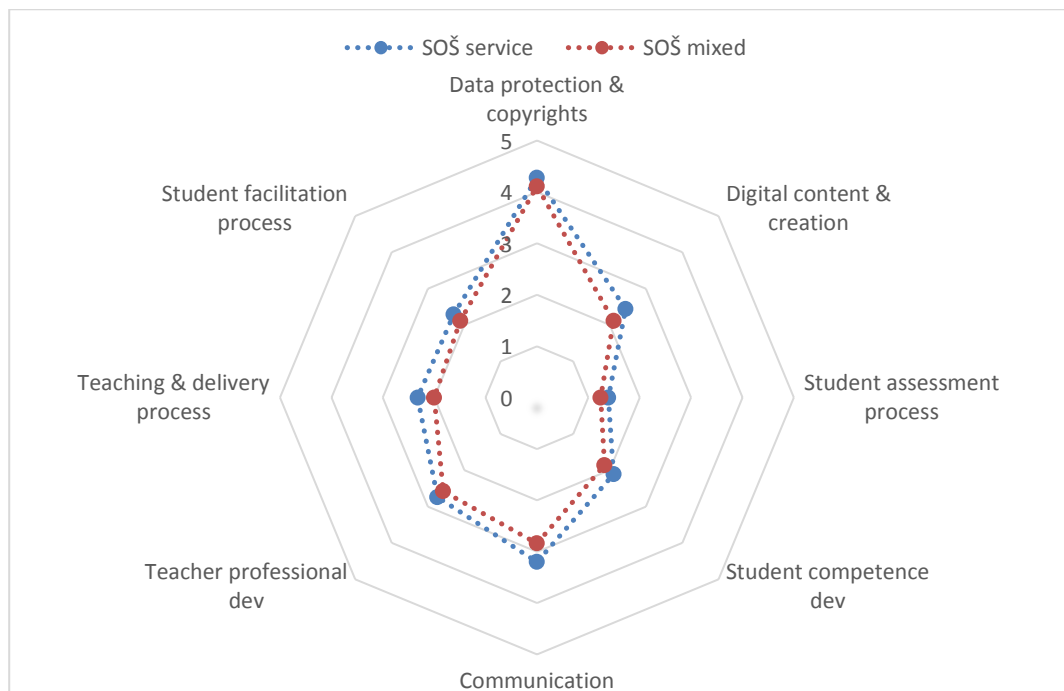 SOŠ service
SOŠ mixed
Data protection &
copyrights
5
4
3
2
1
0
Digital content &
creation
Student assessment
process
Student competence
dev
Communication
Teacher professional
dev
Teaching & delivery
process
Student facilitation
process